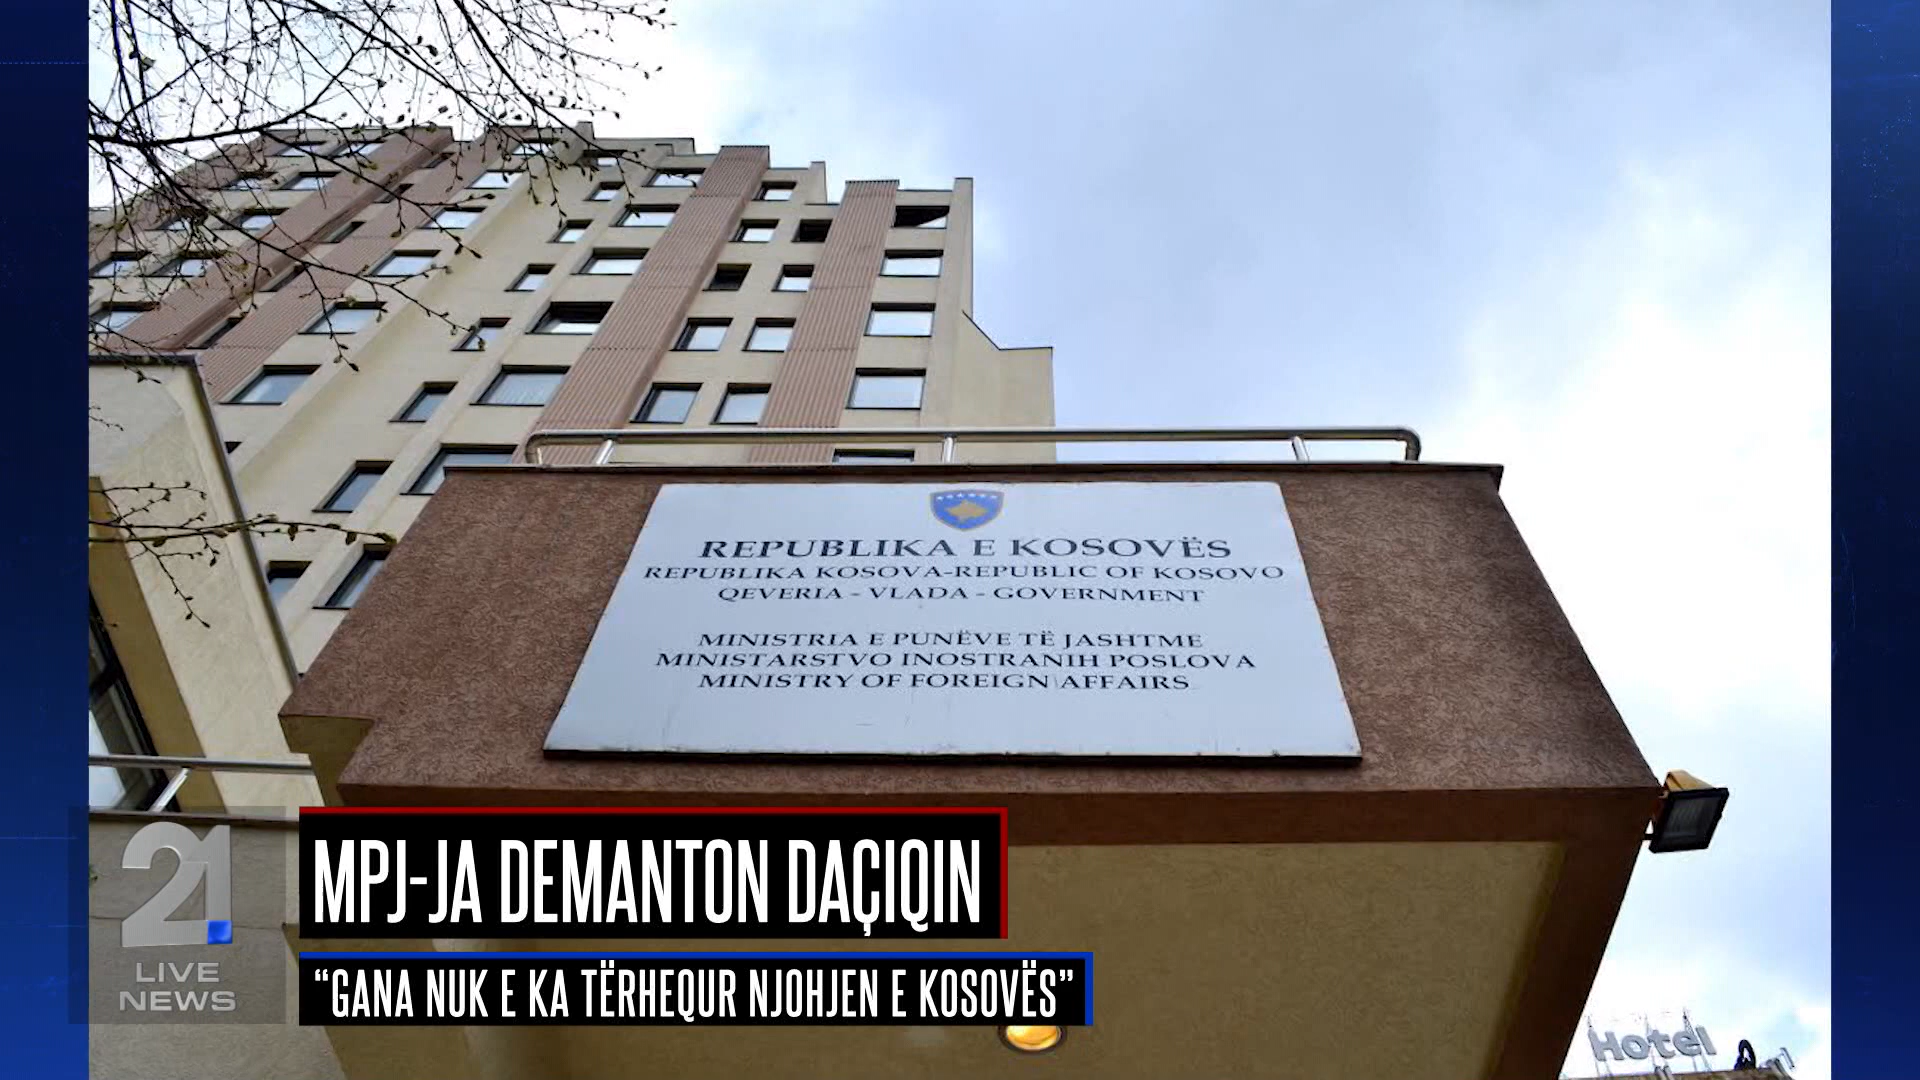 REPUBLIKA E KOSOVËS
REPUBLIKA KOSOVA-REPUBLIC OF KOSOVO
QEVERIA - VLADA - GOVERNMENT
MINISTRIA E PUNËVE TË JASHTME
MINISTARSTVO INOSTRANIH POSLOVA
MINISTRY OF FOREIGN AFFAIRS
21
LIVE
NEWS
MPJ-JA DEMANTON DAÇIQIN
“GANA NUK E KA TËRHEQUR NJOHJEN E KOSOVËS”
Hotel